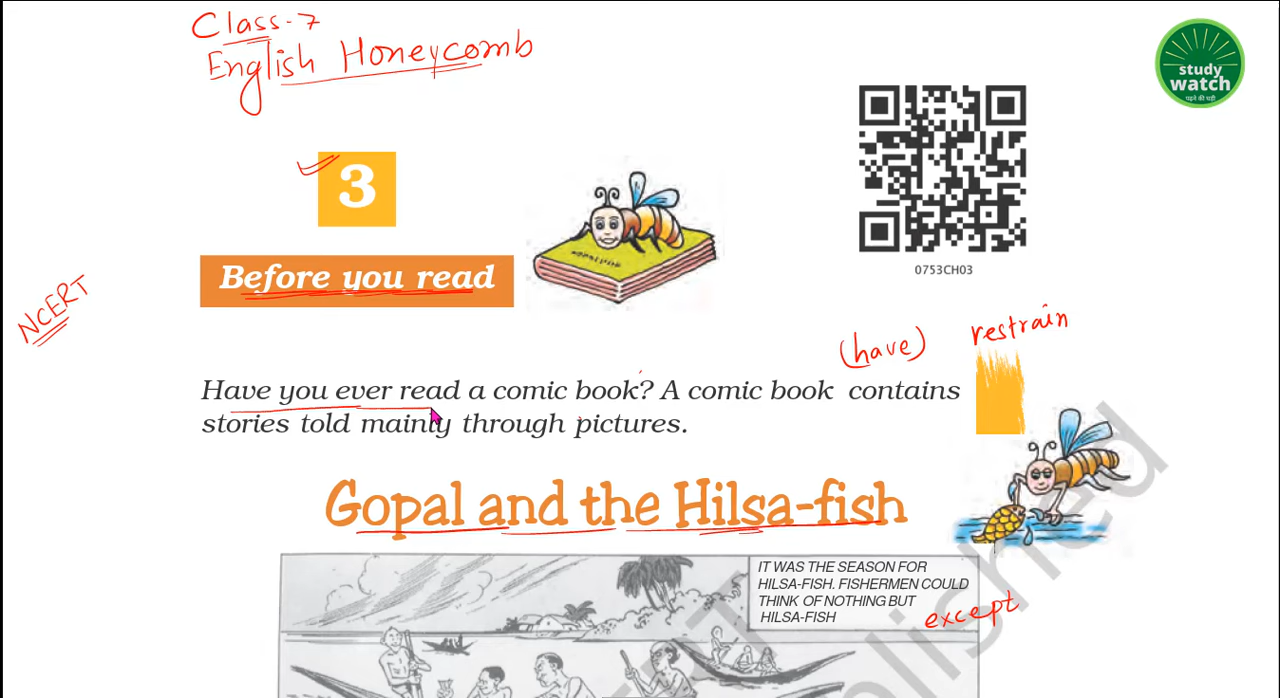 Class-7
English Honeycomb
study
watch
पढ़ने की घड़ी
3
0753CH03
Before you read
NCERT
(have)
restrain
Have you ever read a comic book? A comic book contains
stories told mainly through pictures.
Gopal and the Hilsa-fish
IT WAS THE SEASON FOR
HILSA-FISH. FISHERMEN COULD
THINK OF NOTHING BUT
HILSA-FISH
except